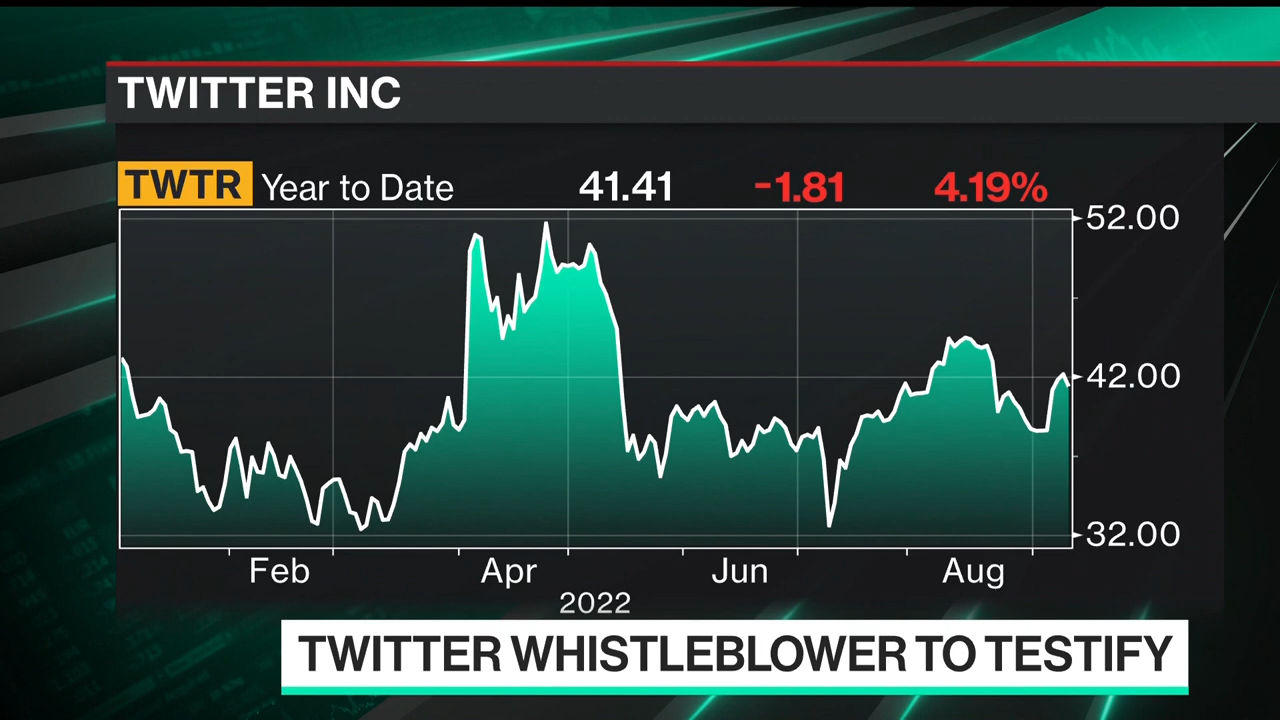 TWITTER INC
TWTR Year to Date 41.41 -1.81 4.19%
52.00
42.00
32.00
Feb Apr Jun Aug
2022
TWITTER WHISTLEBLOWER TO TESTIFY